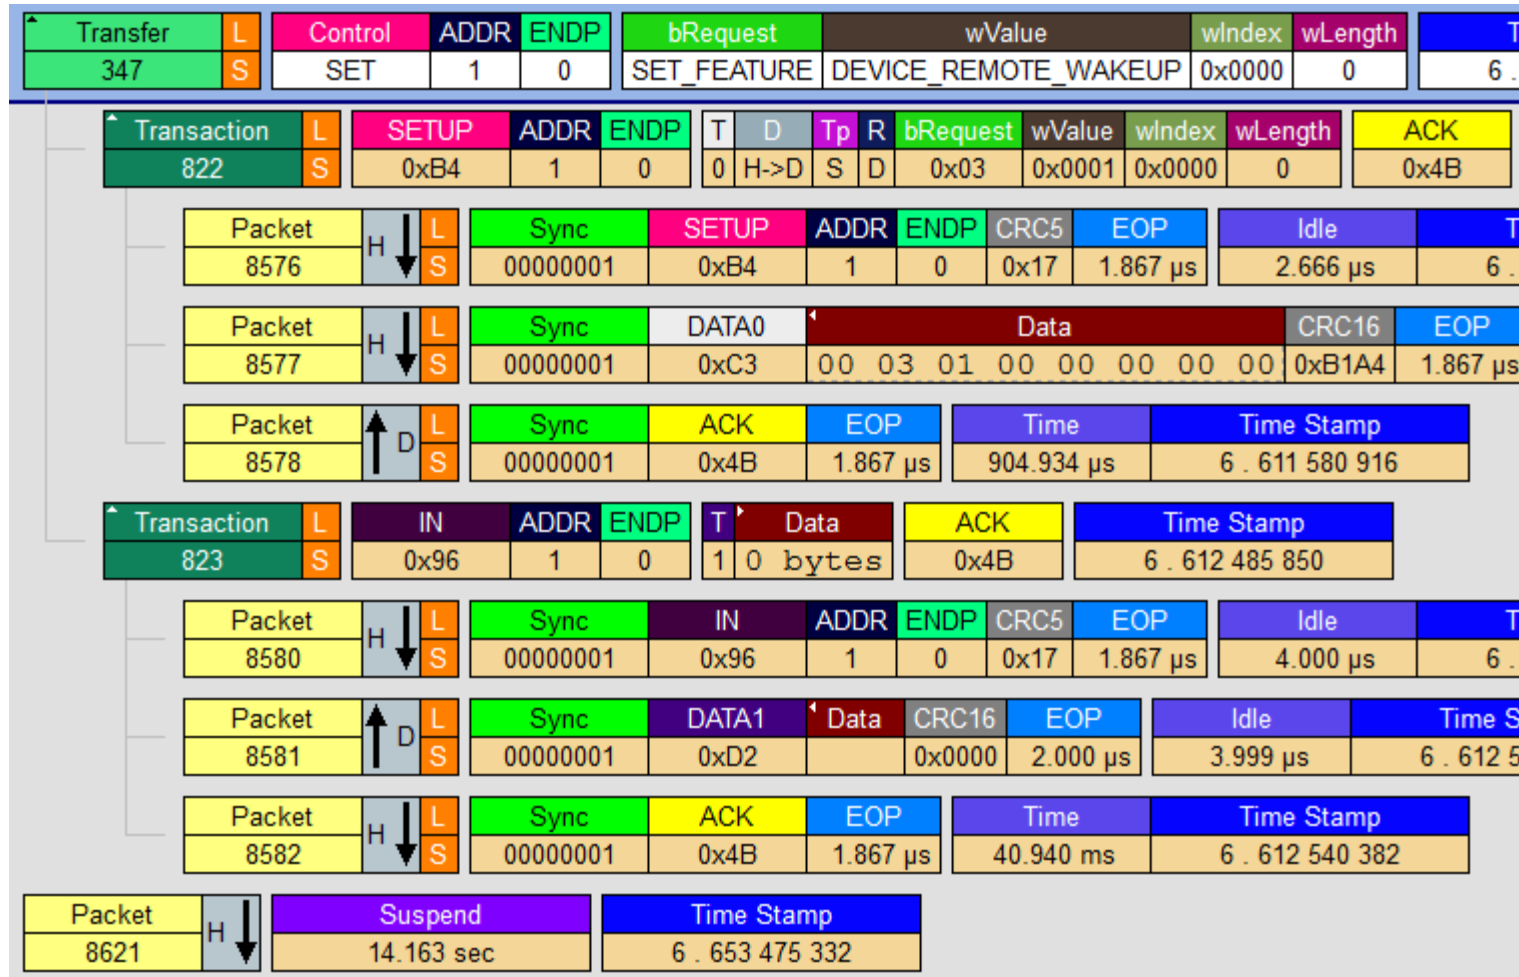 Transfer L Control ADDR ENDP bRequest wValue wIndex wLength T
347 S SET 1 0 SET_FEATURE DEVICE_REMOTE_WAKEUP 0x0000 0 6 .
Transaction L SETUP ADDR ENDP T D Tp R bRequest wValue wIndex wLength ACK
822 S 0xB4 1 0 0 H->D S D 0x03 0x0001 0x0000 0 0x4B
Packet H L Sync SETUP ADDR ENDP CRC5 EOP Idle T
8576 S 00000001 0xB4 1 0 0x17 1.867 µs 2.666 µs 6 .
Packet H L Sync DATA0 Data CRC16 EOP
8577 S 00000001 0xC3 00 03 01 00 00 00 00 00 0xB1A4 1.867 µs
Packet D L Sync ACK EOP Time Time Stamp
8578 S 00000001 0x4B 1.867 µs 904.934 µs 6 . 611 580 916
Transaction L IN ADDR ENDP T Data ACK Time Stamp
823 S 0x96 1 0 1 0 bytes 0x4B 6 . 612 485 850
Packet H L Sync IN ADDR ENDP CRC5 EOP Idle T
8580 S 00000001 0x96 1 0 0x17 1.867 µs 4.000 µs 6 .
Packet D L Sync DATA1 Data CRC16 EOP Idle Time S
8581 S 00000001 0xD2 0x0000 2.000 µs 3.999 µs 6 . 612 5
Packet H L Sync ACK EOP Time Time Stamp
8582 S 00000001 0x4B 1.867 µs 40.940 ms 6 . 612 540 382
Packet H Suspend Time Stamp
8621 14.163 sec 6 . 653 475 332